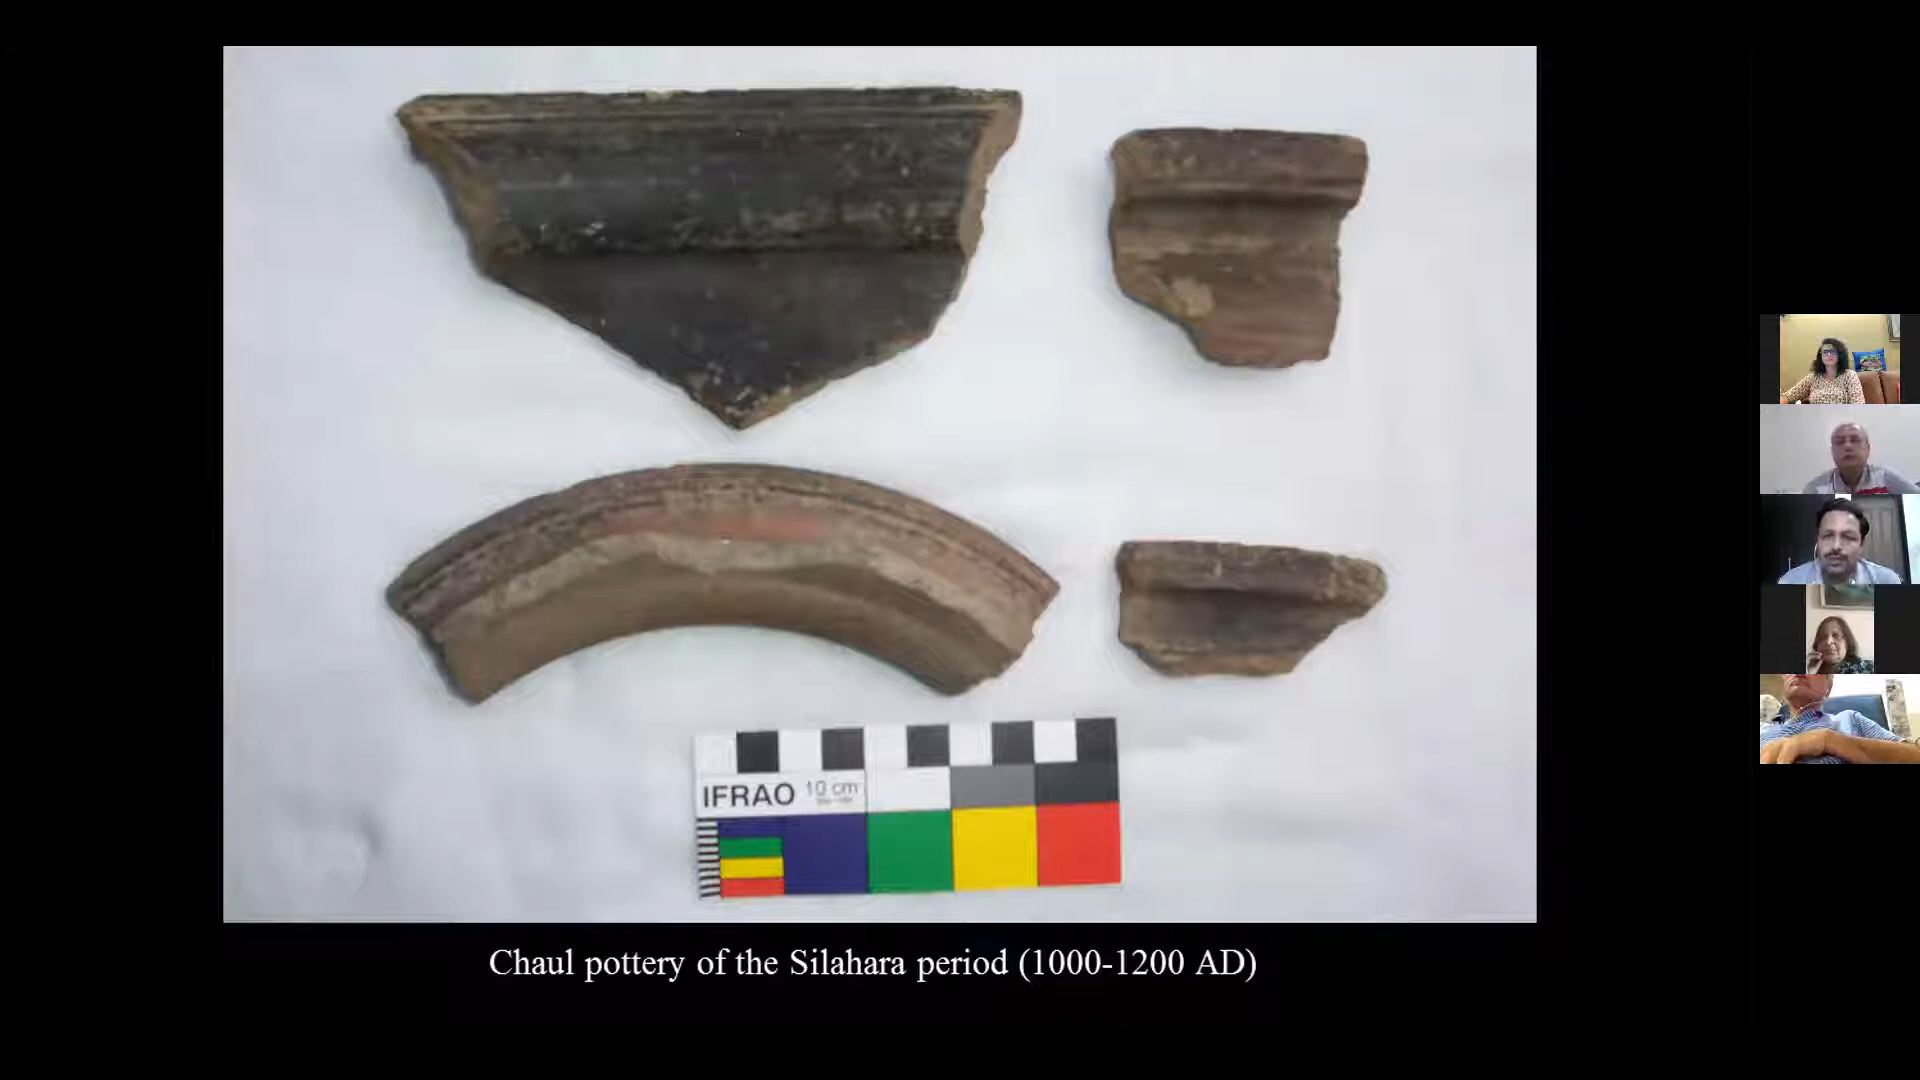 IFRAO 10 cm
Chaul pottery of the Silahara period (1000-1200 AD)